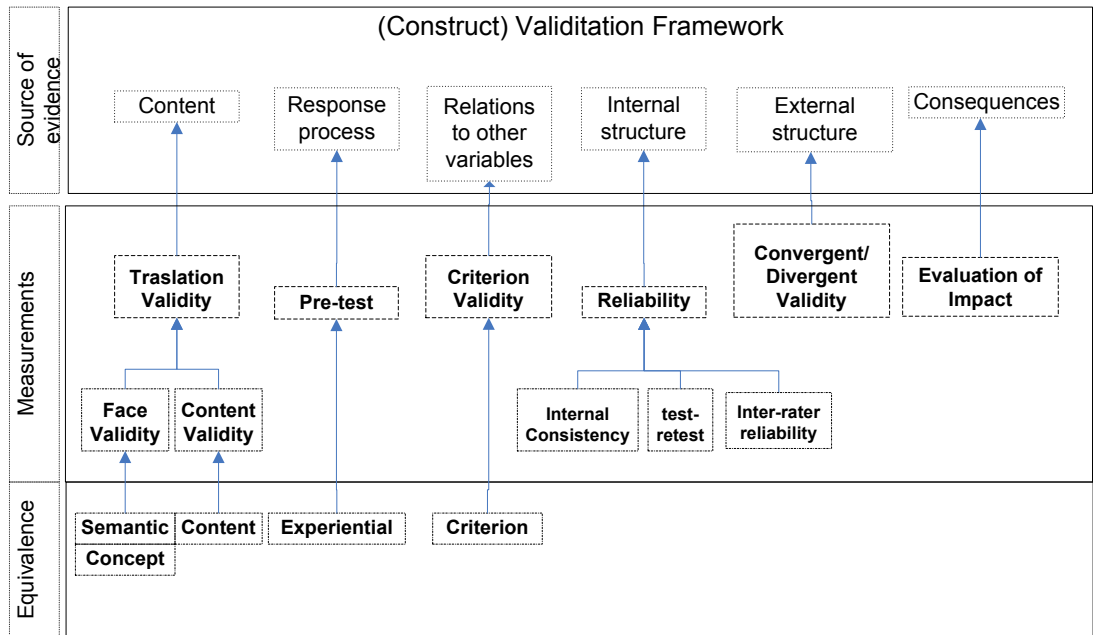 (Construct) Validitation Framework
Source of
evidence
Content
Response
process
Relations
to other
variables
Internal
structure
External
structure
Consequences
Measurements
Traslation
Validity
Pre-test
Criterion
Validity
Reliability
Convergent/
Divergent
Validity
Evaluation of
Impact
Face
Validity
Content
Validity
Internal
Consistency
test-
retest
Inter-rater
reliability
Equivalence
Semantic
Concept
Content
Experiential
Criterion